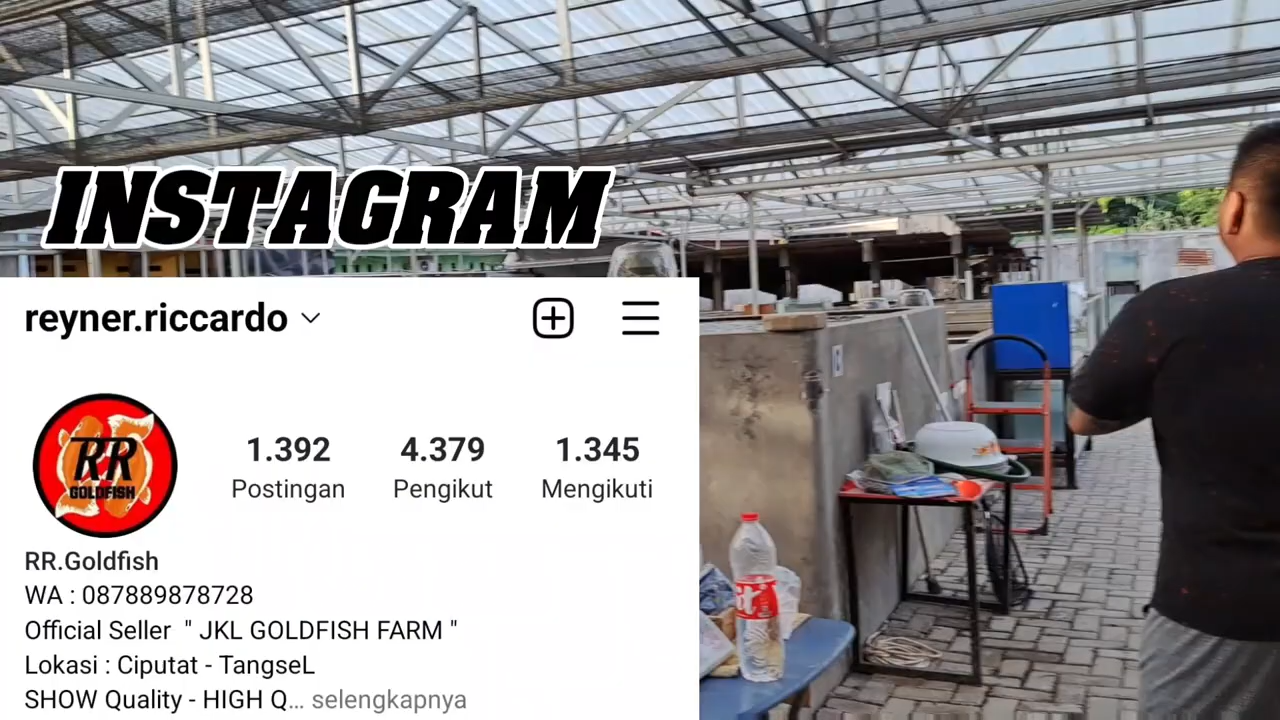 INSTAGRAM
reyner.riccardo
1.392 4.379 1.345
Postingan Pengikut Mengikuti
RR
GOLDFISH
RR.Goldfish
WA : 087889878728
Official Seller " JKL GOLDFISH FARM "
Lokasi : Ciputat - TangseL
SHOW Quality - HIGH Q... selengkapnya